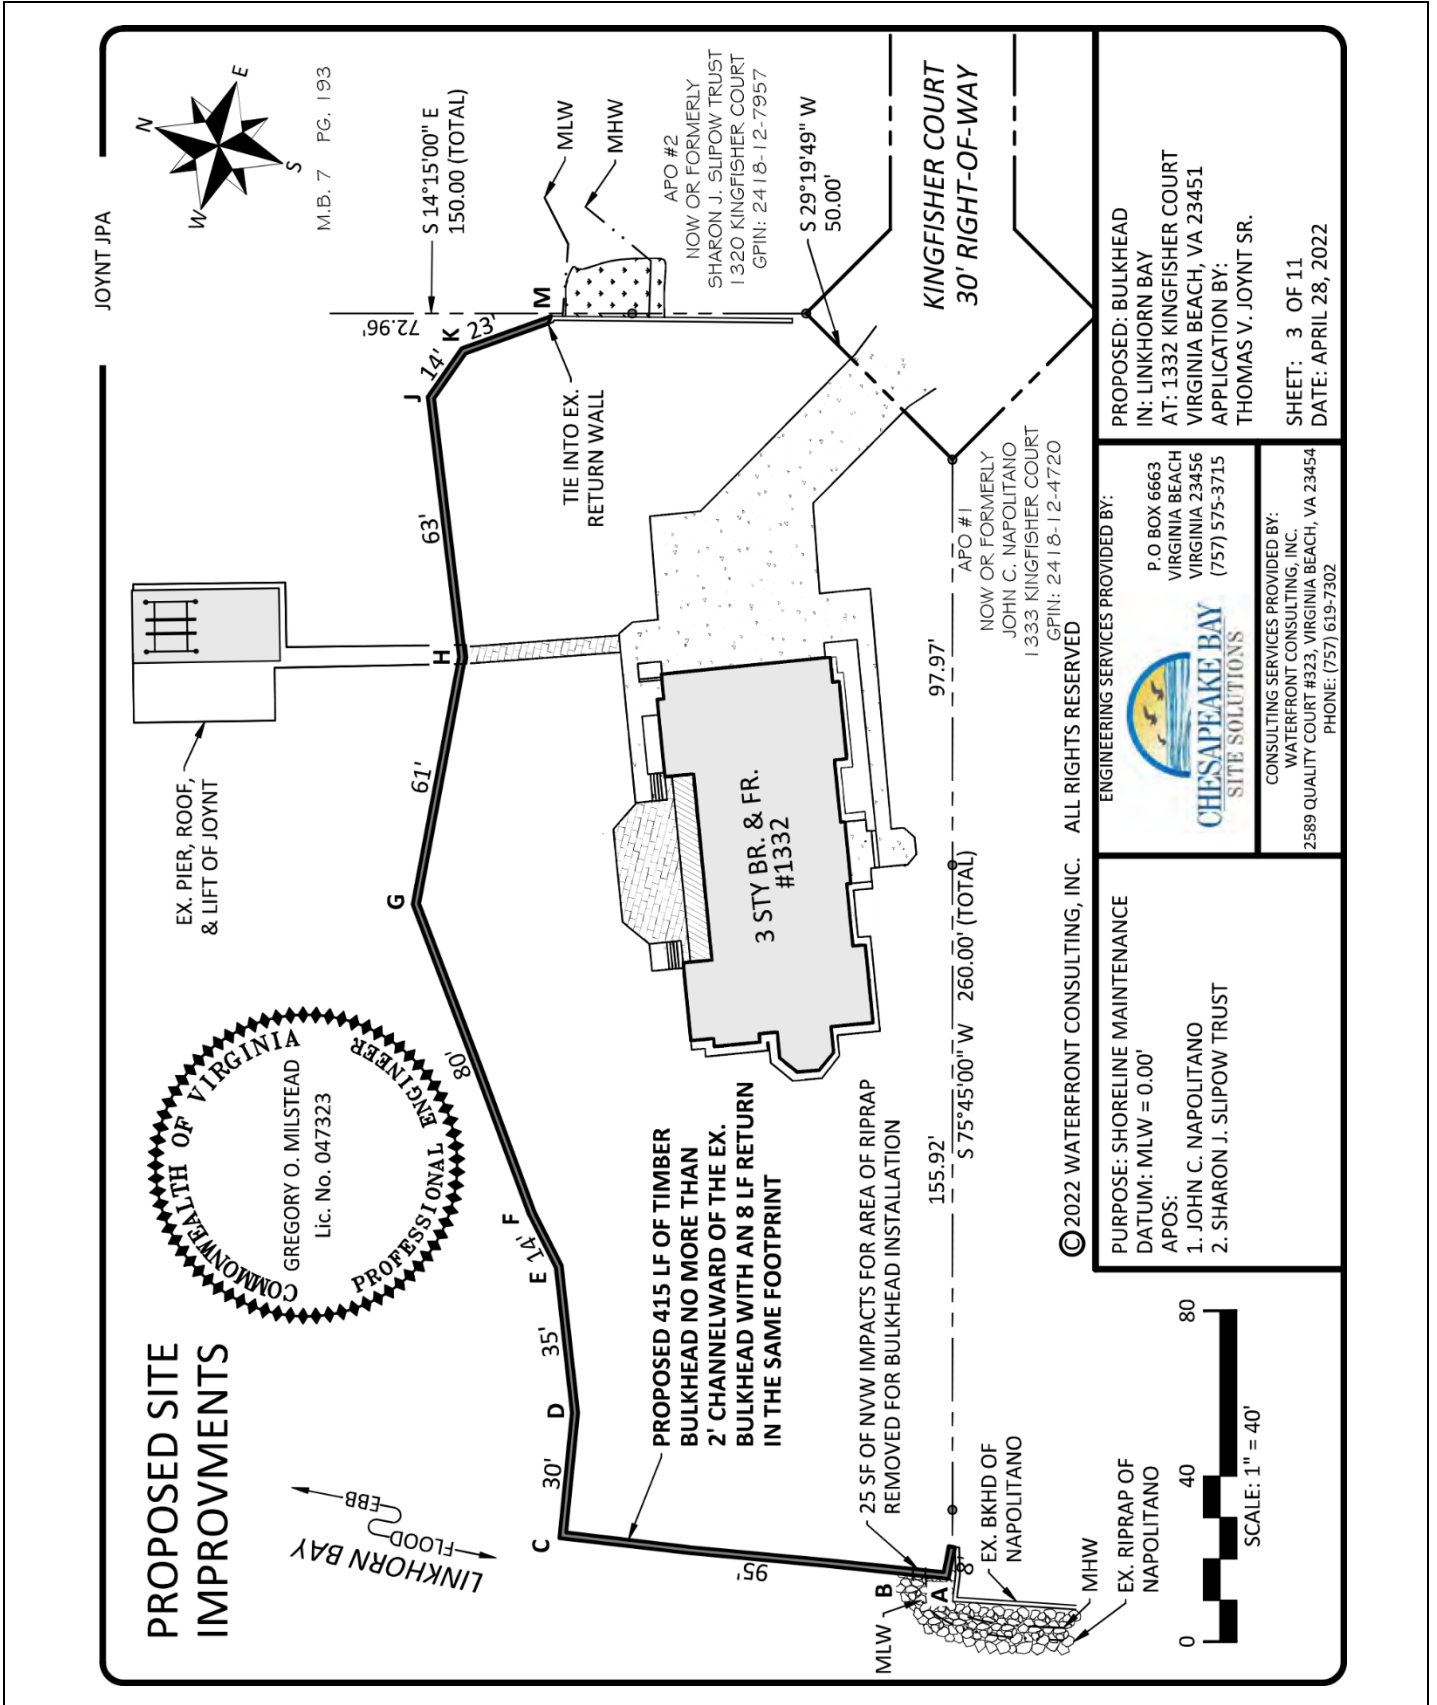 JOYNT JPA
PROPOSED SITE
IMPROVMENTS
COMMONWEALTH OF VIRGINIA
GREGORY O. MILSTEAD
Lic. No. 047323
PROFESSIONAL ENGINEER
LINKHORN BAY
FLOOD
EBB
N
E
S
W
M.B. 7 PG. 193
EX. PIER, ROOF,
& LIFT OF JOYNT
S 14°15'00" E
150.00 (TOTAL)
72.96'
MLW
MHW
APO #2
NOW OR FORMERLY
SHARON J. SLIPOW TRUST
1320 KINGFISHER COURT
GPIN: 2418-12-7957
S 29°19'49" W
50.00'
KINGFISHER COURT
30' RIGHT-OF-WAY
C
30'
D
35'
E
14'
F
80'
G
61'
H
63'
J
14'
K
23'
M
TIE INTO EX.
RETURN WALL
PROPOSED 415 LF OF TIMBER
BULKHEAD NO MORE THAN
2' CHANNELWARD OF THE EX.
BULKHEAD WITH AN 8 LF RETURN
IN THE SAME FOOTPRINT
3 STY BR. & FR.
#1332
95'
25 SF OF NVW IMPACTS FOR AREA OF RIPRAP
REMOVED FOR BULKHEAD INSTALLATION
MLW
B
A
8'
EX. BKHD OF
NAPOLITANO
MHW
EX. RIPRAP OF
NAPOLITANO
155.92'
S 75°45'00" W 260.00' (TOTAL)
97.97'
APO #1
NOW OR FORMERLY
JOHN C. NAPOLITANO
1333 KINGFISHER COURT
GPIN: 2418-12-4720
©2022 WATERFRONT CONSULTING, INC. ALL RIGHTS RESERVED
0
40
80
SCALE: 1" = 40'
PURPOSE: SHORELINE MAINTENANCE
DATUM: MLW = 0.00'
APOS:
1. JOHN C. NAPOLITANO
2. SHARON J. SLIPOW TRUST
ENGINEERING SERVICES PROVIDED BY:
CHESAPEAKE BAY
SITE SOLUTIONS
P.O BOX 6663
VIRGINIA BEACH
VIRGINIA 23456
(757) 575-3715
CONSULTING SERVICES PROVIDED BY:
WATERFRONT CONSULTING, INC.
2589 QUALITY COURT #323, VIRGINIA BEACH, VA 23454
PHONE: (757) 619-7302
PROPOSED: BULKHEAD
IN: LINKHORN BAY
AT: 1332 KINGFISHER COURT
VIRGINIA BEACH, VA 23451
APPLICATION BY:
THOMAS V. JOYNT SR.
SHEET: 3 OF 11
DATE: APRIL 28, 2022